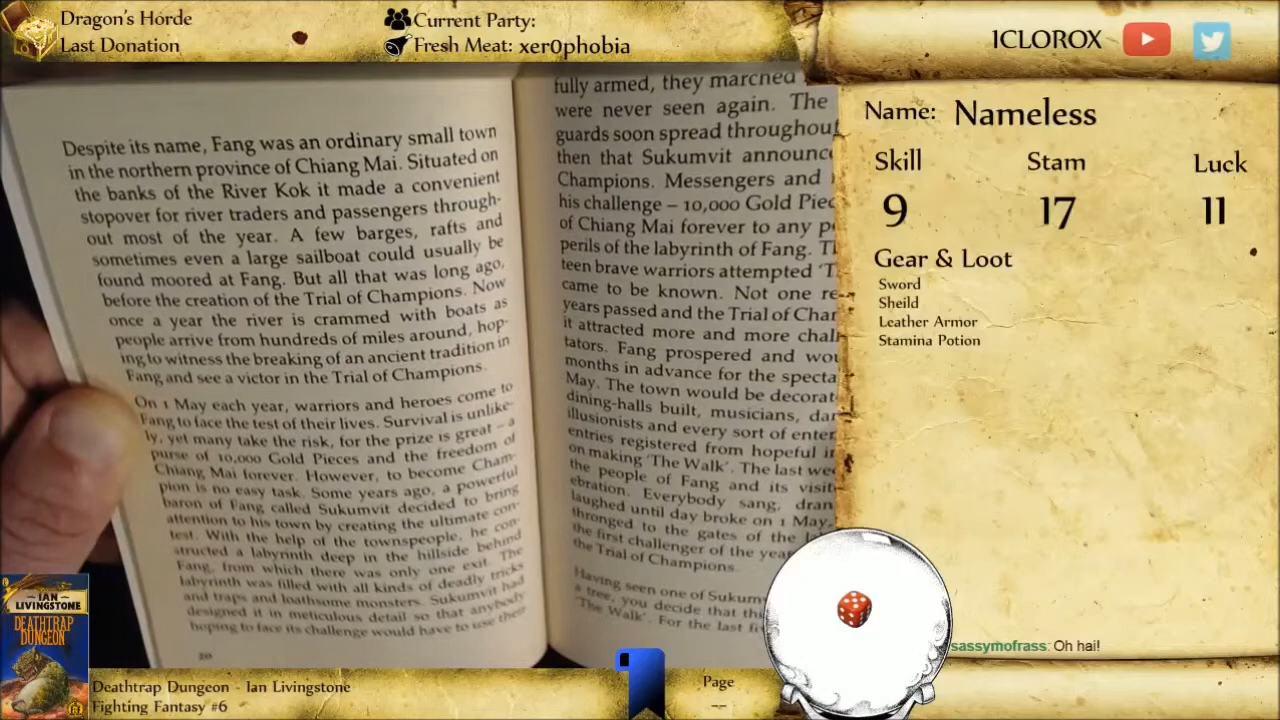 Dragon's Horde
Last Donation
Current Party:
Fresh Meat: xer0phobia
ICLOROX
Despite its name, Fang was an ordinary small town
in the northern province of Chiang Mai. Situated on
the banks of the River Kok it made a convenient
stopover for river traders and passengers through-
out most of the year. A few barges, rafts and
sometimes even a large sailboat could usually be
found moored at Fang. But all that was long ago,
before the creation of the Trial of Champions. Now
once a year the river is crammed with boats as
people arrive from hundreds of miles around, hop-
ing to witness the breaking of an ancient tradition in
Fang and see a victor in the Trial of Champions.
On 1 May each year, warriors and heroes come to
Fang to face the test of their lives. Survival is unlike-
ly, yet many take the risk, for the prize is great – a
purse of 10,000 Gold Pieces and the freedom of
Chiang Mai forever. However, to become Cham-
pion is no easy task. Some years ago, a powerful
baron of Fang called Sukumvit decided to bring
attention to his town by creating the ultimate con-
test. With the help of the townspeople, he con-
structed a labyrinth deep in the hillside behind
Fang, from which there was only one exit. The
labyrinth was filled with all kinds of deadly tricks
and traps and loathsome monsters. Sukumvit had
designed it in meticulous detail so that anybody
hoping to face its challenge would have to use their
fully armed, they marched
were never seen again. The
guards soon spread throughout
then that Sukumvit announce
Champions. Messengers and
his challenge – 10,000 Gold Piec
of Chiang Mai forever to any p
perils of the labyrinth of Fang. T
teen brave warriors attempted 'T
came to be known. Not one re
years passed and the Trial of Cha
it attracted more and more chall
tators. Fang prospered and wou
months in advance for the specta
May. The town would be decorat
dining-halls built, musicians, dan
illusionists and every sort of enter
entries registered from hopeful i
on making 'The Walk'. The last we
the people of Fang and its visit
ebration. Everybody sang, dran
laughed until day broke on 1 May
thronged to the gates of the la
the first challenger of the year
the Trial of Champions.
Having seen one of Sukum
a tree, you decide that th
'The Walk'. For the last fi
Name: Nameless
Skill Stam Luck
9 17 11
Gear & Loot
Sword
Sheild
Leather Armor
Stamina Potion
sassymofrass: Oh hai!
IAN
LIVINGSTONE
DEATHTRAP
DUNGEON
Deathtrap Dungeon - Ian Livingstone
Fighting Fantasy #6
Page
--